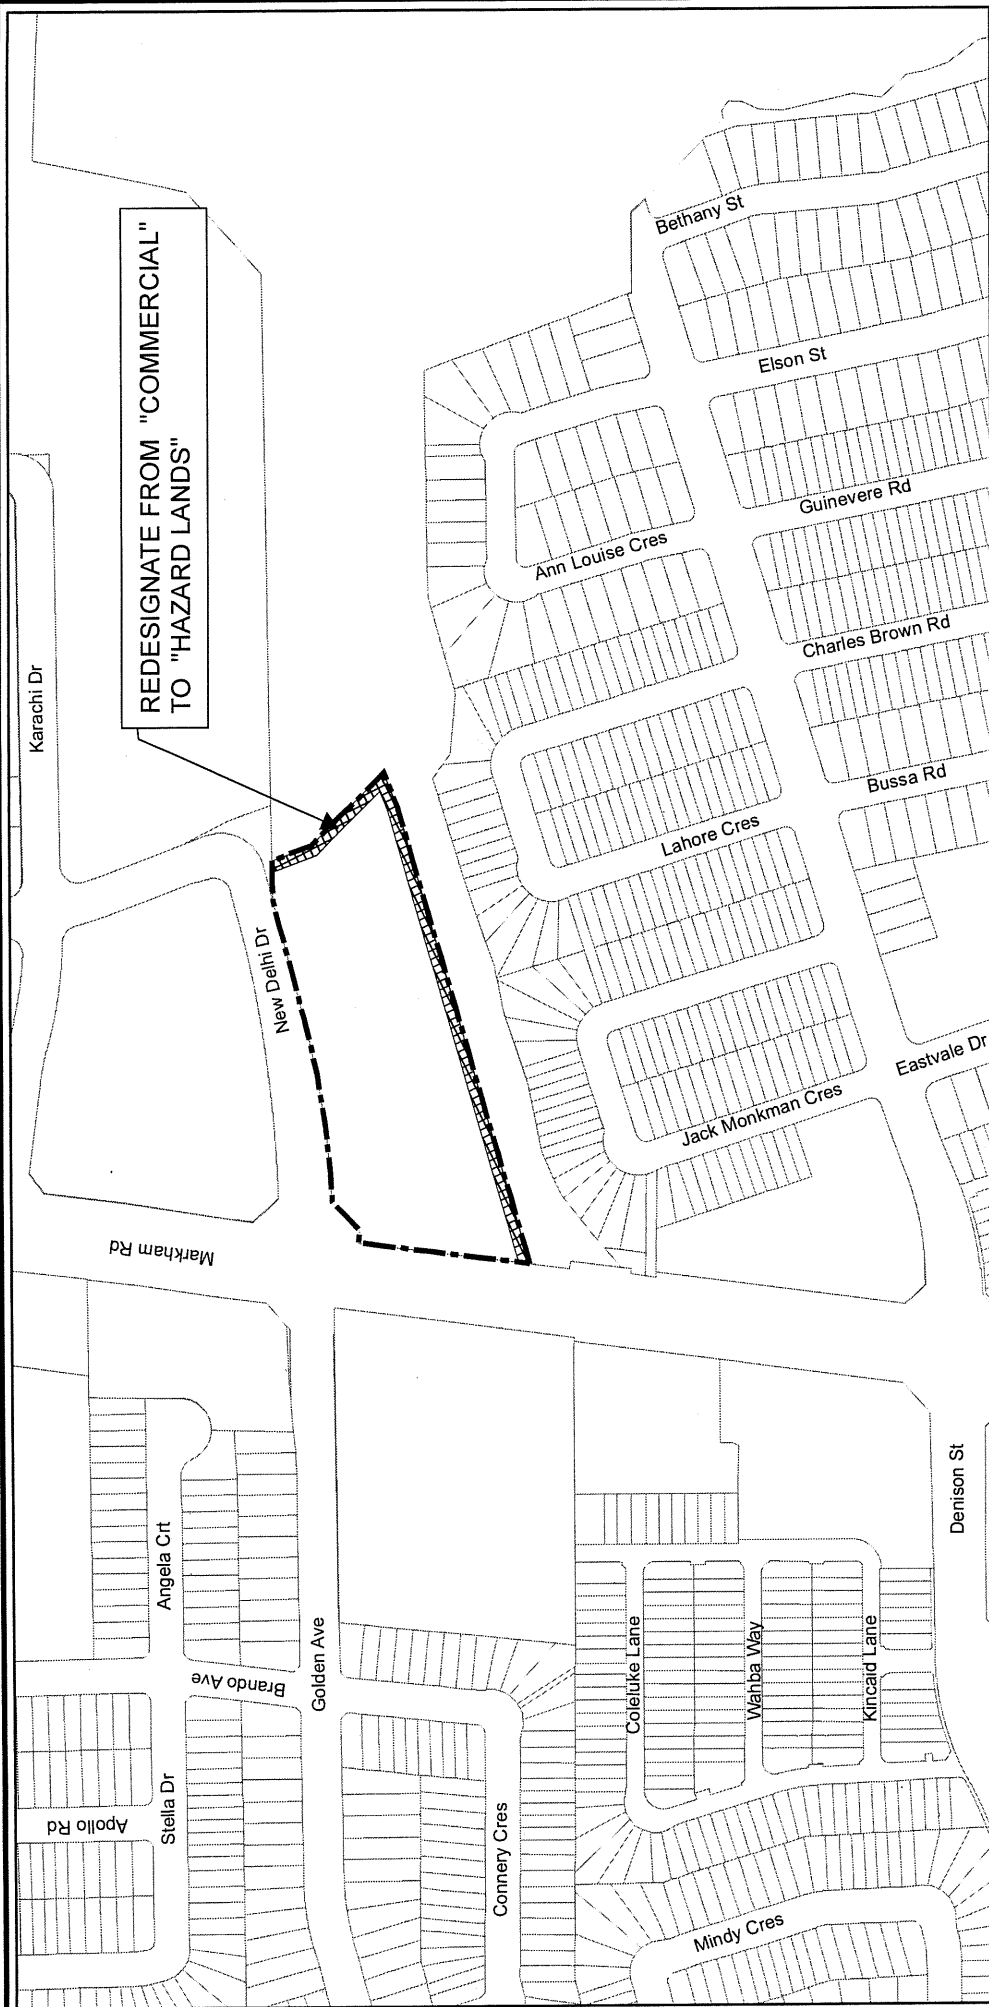 REDESIGNATE FROM "COMMERCIAL"
TO "HAZARD LANDS"
Karachi Dr
New Delhi Dr
Markham Rd
Bethany St
Elson St
Guinevere Rd
Ann Louise Cres
Charles Brown Rd
Bussa Rd
Lahore Cres
Jack Monkman Cres
Eastvale Dr
Angela Crt
Brando Ave
Golden Ave
Apollo Rd
Stella Dr
Connery Cres
Coleluke Lane
Wahba Way
Kincaid Lane
Denison St
Mindy Cres